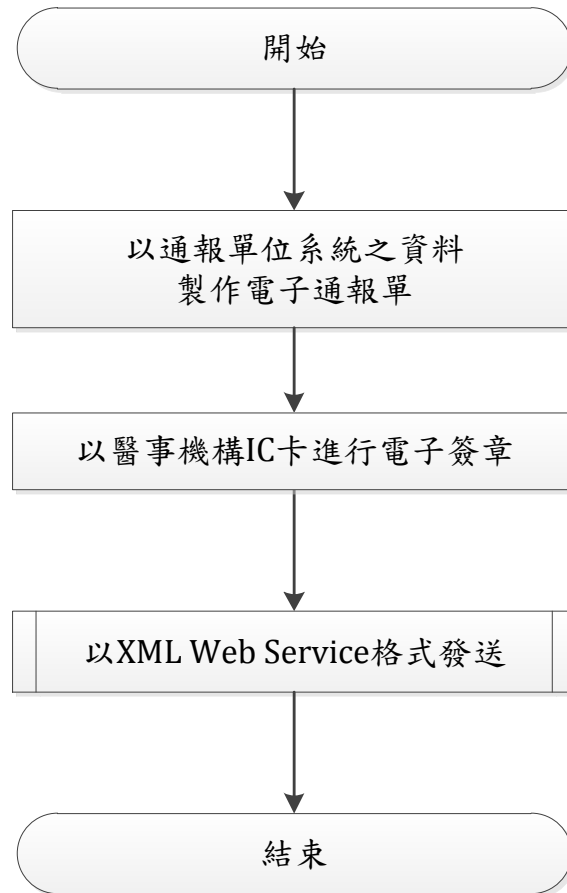 開始
以通報單位系統之資料
製作電子通報單
以醫事機構IC卡進行電子簽章
以XML Web Service格式發送
結束